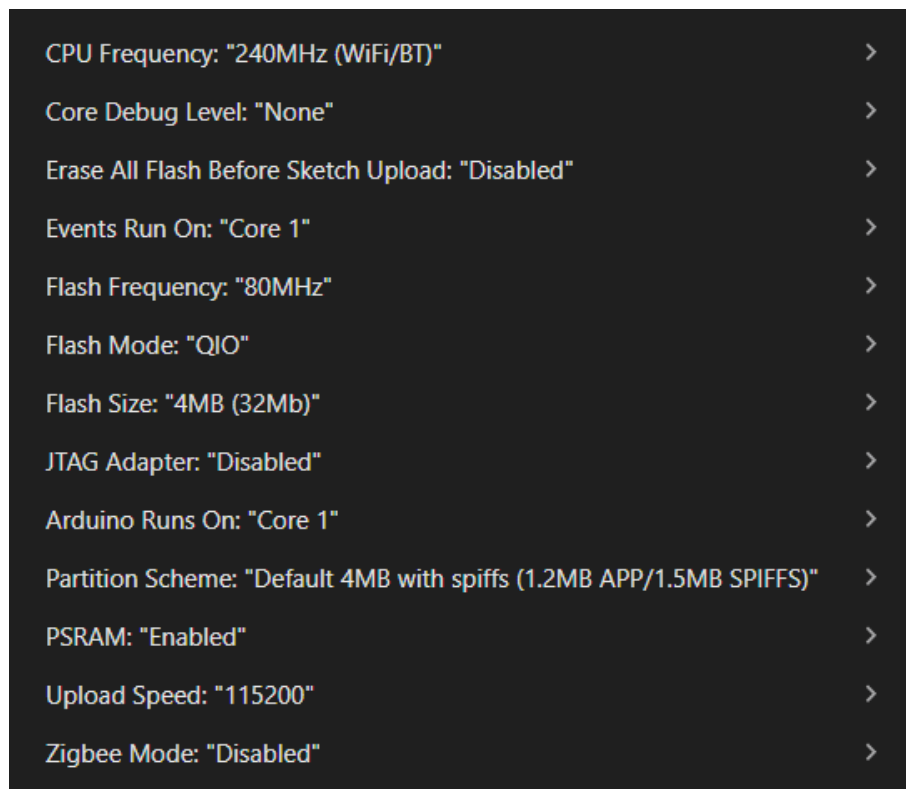 CPU Frequency: "240MHz (WiFi/BT)"
Core Debug Level: "None"
Erase All Flash Before Sketch Upload: "Disabled"
Events Run On: "Core 1"
Flash Frequency: "80MHz"
Flash Mode: "QIO"
Flash Size: "4MB (32Mb)"
JTAG Adapter: "Disabled"
Arduino Runs On: "Core 1"
Partition Scheme: "Default 4MB with spiffs (1.2MB APP/1.5MB SPIFFS)"
PSRAM: "Enabled"
Upload Speed: "115200"
Zigbee Mode: "Disabled"